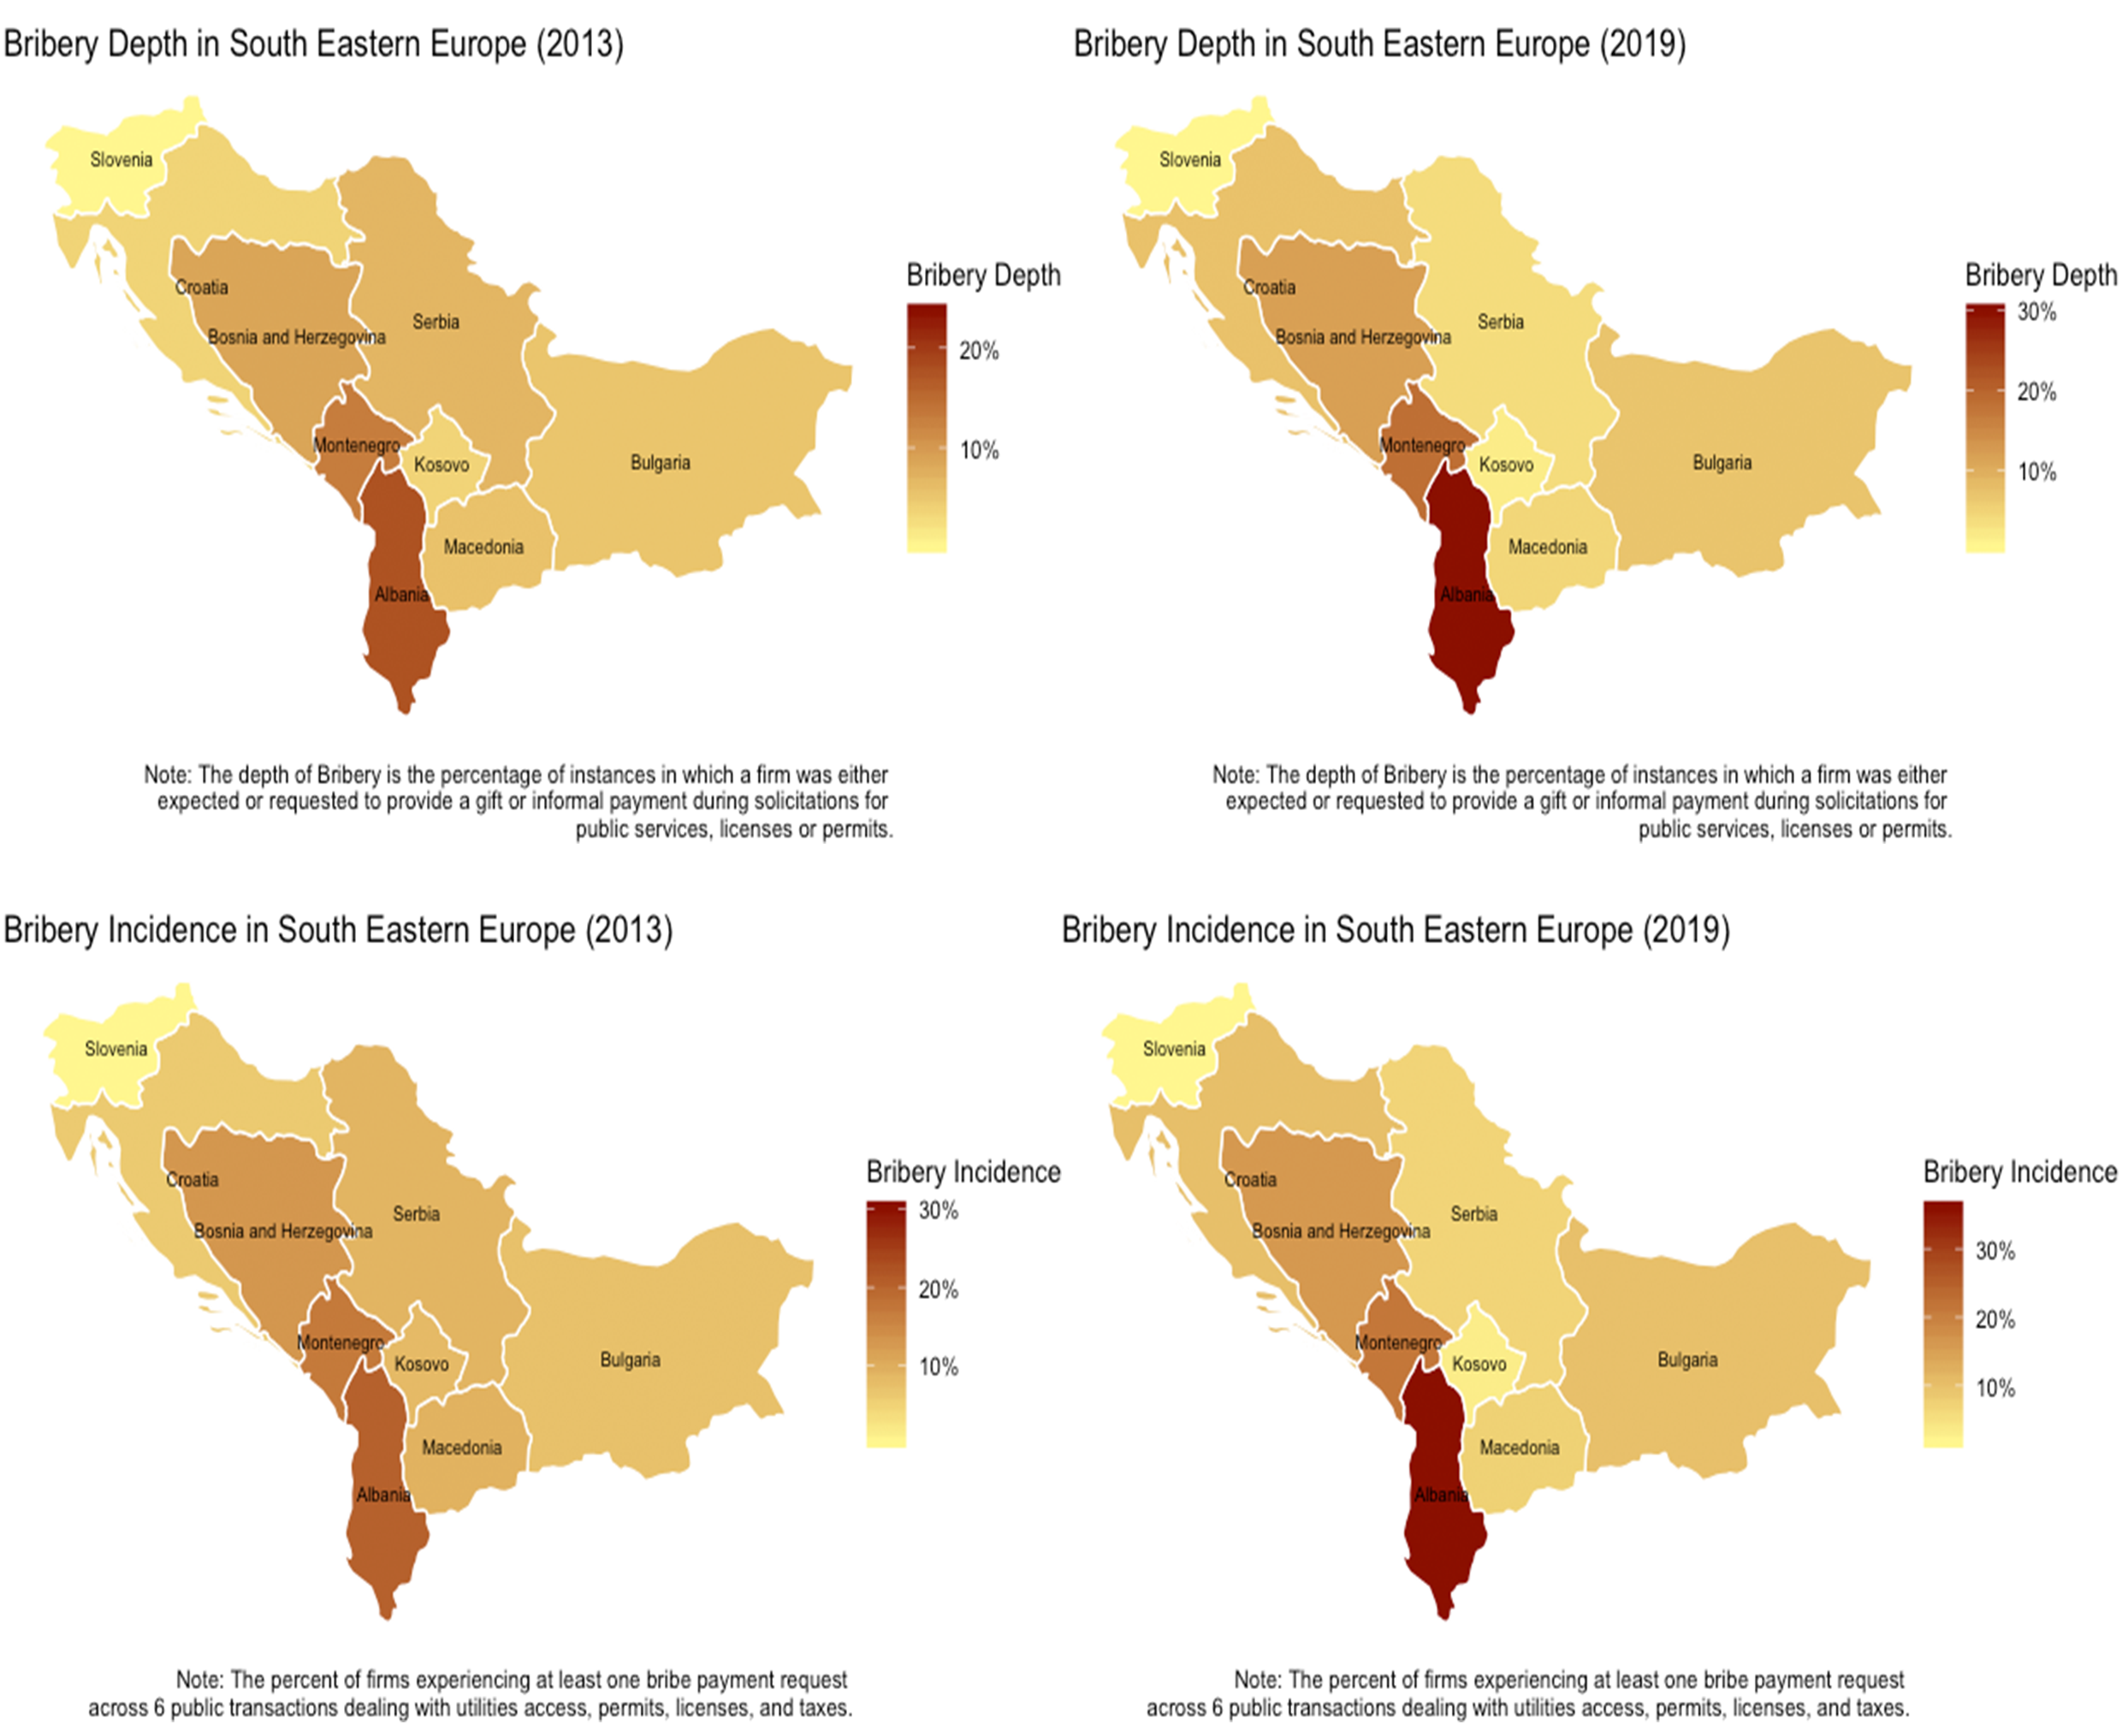 Bribery Depth in South Eastern Europe (2013)
Slovenia
Croatia
Bosnia and Herzegovina
Serbia
Montenegro
Kosovo
Bulgaria
Macedonia
Albania
Bribery Depth
20%
10%
Note: The depth of Bribery is the percentage of instances in which a firm was either
expected or requested to provide a gift or informal payment during solicitations for
public services, licenses or permits.
Bribery Depth in South Eastern Europe (2019)
Slovenia
Croatia
Bosnia and Herzegovina
Serbia
Montenegro
Kosovo
Bulgaria
Macedonia
Albania
Bribery Depth
30%
20%
10%
Note: The depth of Bribery is the percentage of instances in which a firm was either
expected or requested to provide a gift or informal payment during solicitations for
public services, licenses or permits.
Bribery Incidence in South Eastern Europe (2013)
Slovenia
Croatia
Bosnia and Herzegovina
Serbia
Montenegro
Kosovo
Bulgaria
Macedonia
Albania
Bribery Incidence
30%
20%
10%
Note: The percent of firms experiencing at least one bribe payment request
across 6 public transactions dealing with utilities access, permits, licenses, and taxes.
Bribery Incidence in South Eastern Europe (2019)
Slovenia
Croatia
Bosnia and Herzegovina
Serbia
Montenegro
Kosovo
Bulgaria
Macedonia
Albania
Bribery Incidence
30%
20%
10%
Note: The percent of firms experiencing at least one bribe payment request
across 6 public transactions dealing with utilities access, permits, licenses, and taxes.